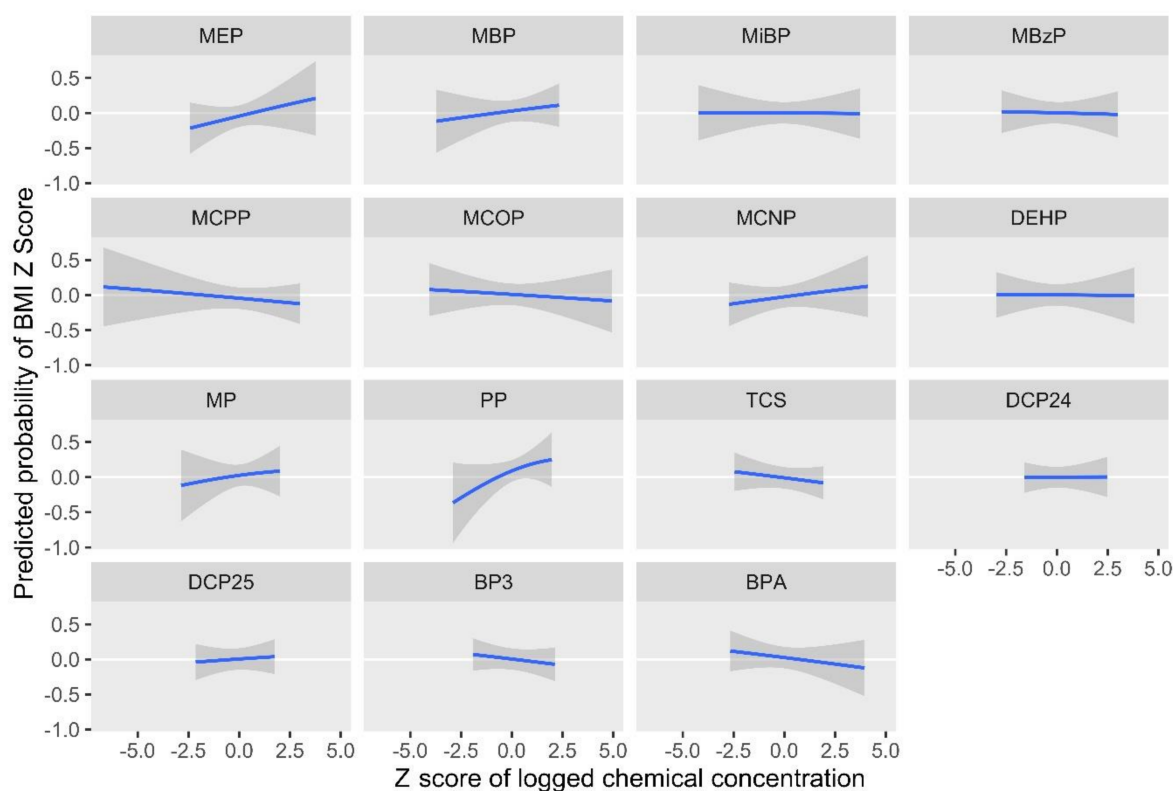 MEP MBP MiBP MBzP
0.5
0.0
-0.5
-1.0
MCPP MCOP MCNP DEHP
0.5
0.0
-0.5
-1.0
MP PP TCS DCP24
0.5
0.0
-0.5
-1.0
-5.0 -2.5 0.0 2.5 5.0
DCP25 BP3 BPA
0.5
0.0
-0.5
-1.0
-5.0 -2.5 0.0 2.5 5.0 -5.0 -2.5 0.0 2.5 5.0 -5.0 -2.5 0.0 2.5 5.0
Z score of logged chemical concentration
Predicted probability of BMI Z Score